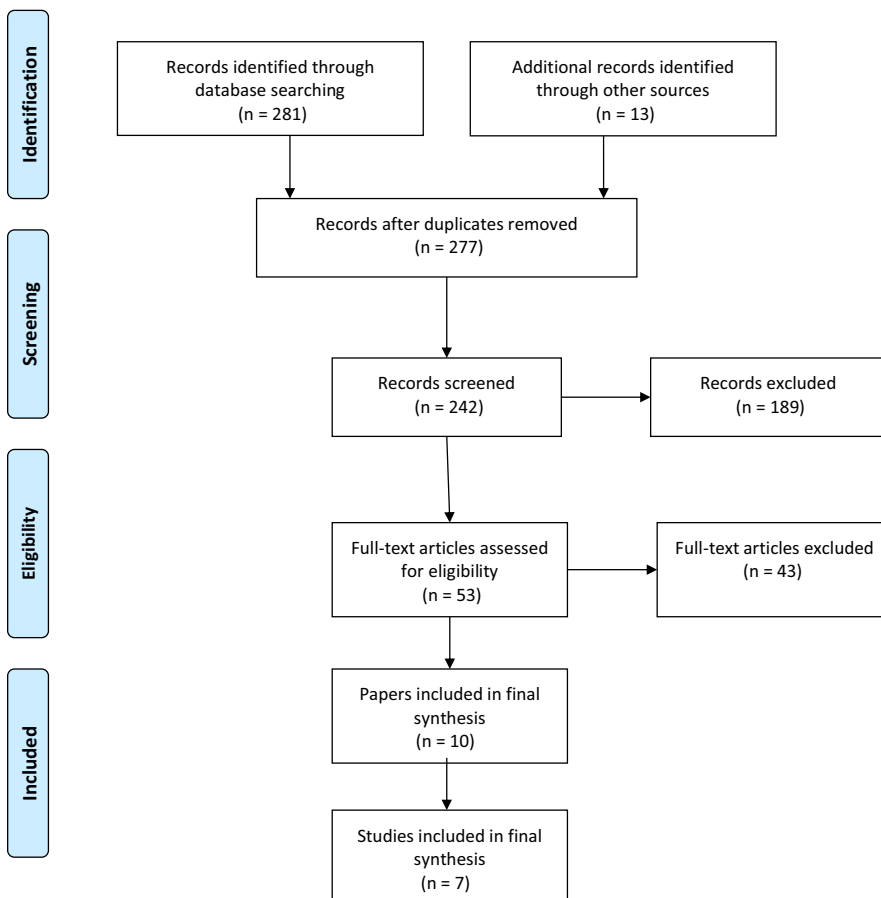 Identification
Records identified through
database searching
(n = 281)
Additional records identified
through other sources
(n = 13)
Records after duplicates removed
(n = 277)
Screening
Records screened
(n = 242)
Records excluded
(n = 189)
Eligibility
Full-text articles assessed
for eligibility
(n = 53)
Full-text articles excluded
(n = 43)
Included
Papers included in final
synthesis
(n = 10)
Studies included in final
synthesis
(n = 7)